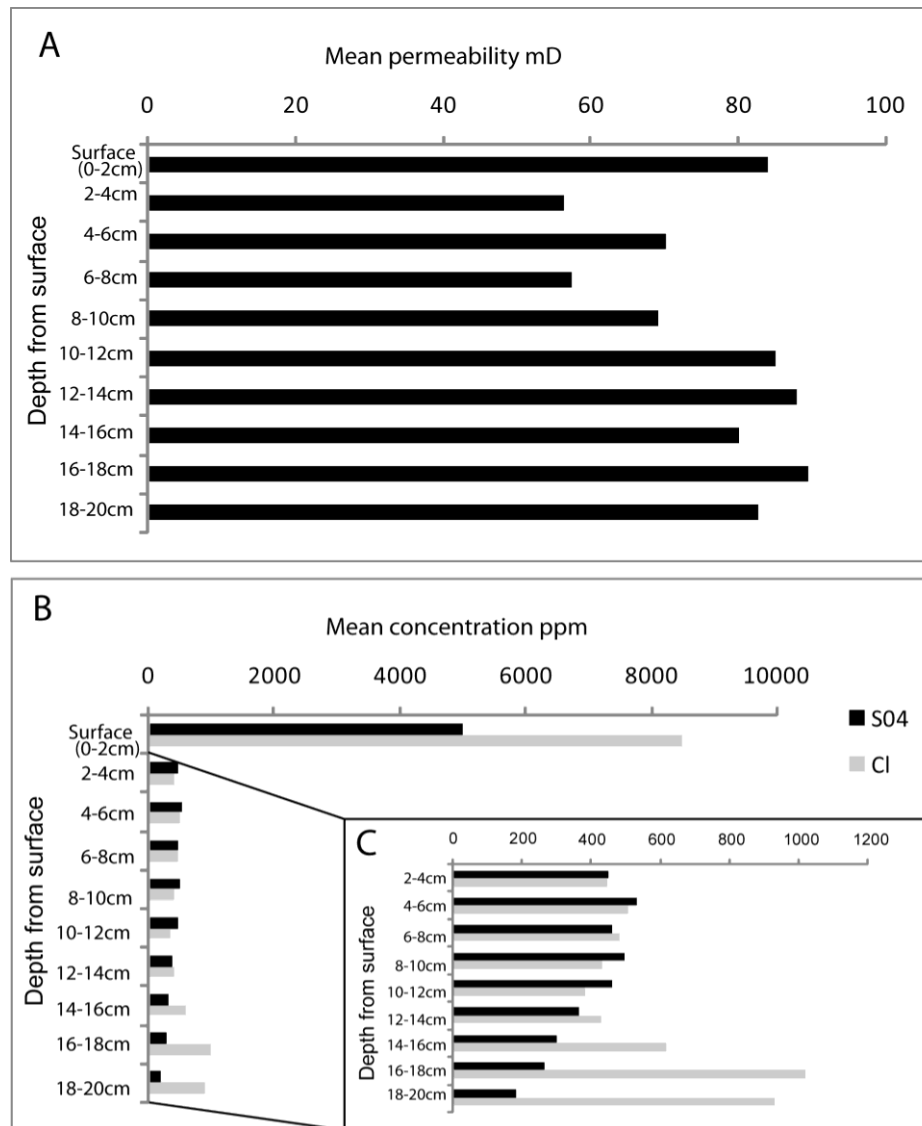 A
Mean permeability mD
0 20 40 60 80 100
Depth from surface
Surface
(0-2cm)
2-4cm
4-6cm
6-8cm
8-10cm
10-12cm
12-14cm
14-16cm
16-18cm
18-20cm
B
Mean concentration ppm
0 2000 4000 6000 8000 10000
S04
Cl
Depth from surface
Surface
(0-2cm)
2-4cm
4-6cm
6-8cm
8-10cm
10-12cm
12-14cm
14-16cm
16-18cm
18-20cm
C
0 200 400 600 800 1000 1200
Depth from surface
2-4cm
4-6cm
6-8cm
8-10cm
10-12cm
12-14cm
14-16cm
16-18cm
18-20cm